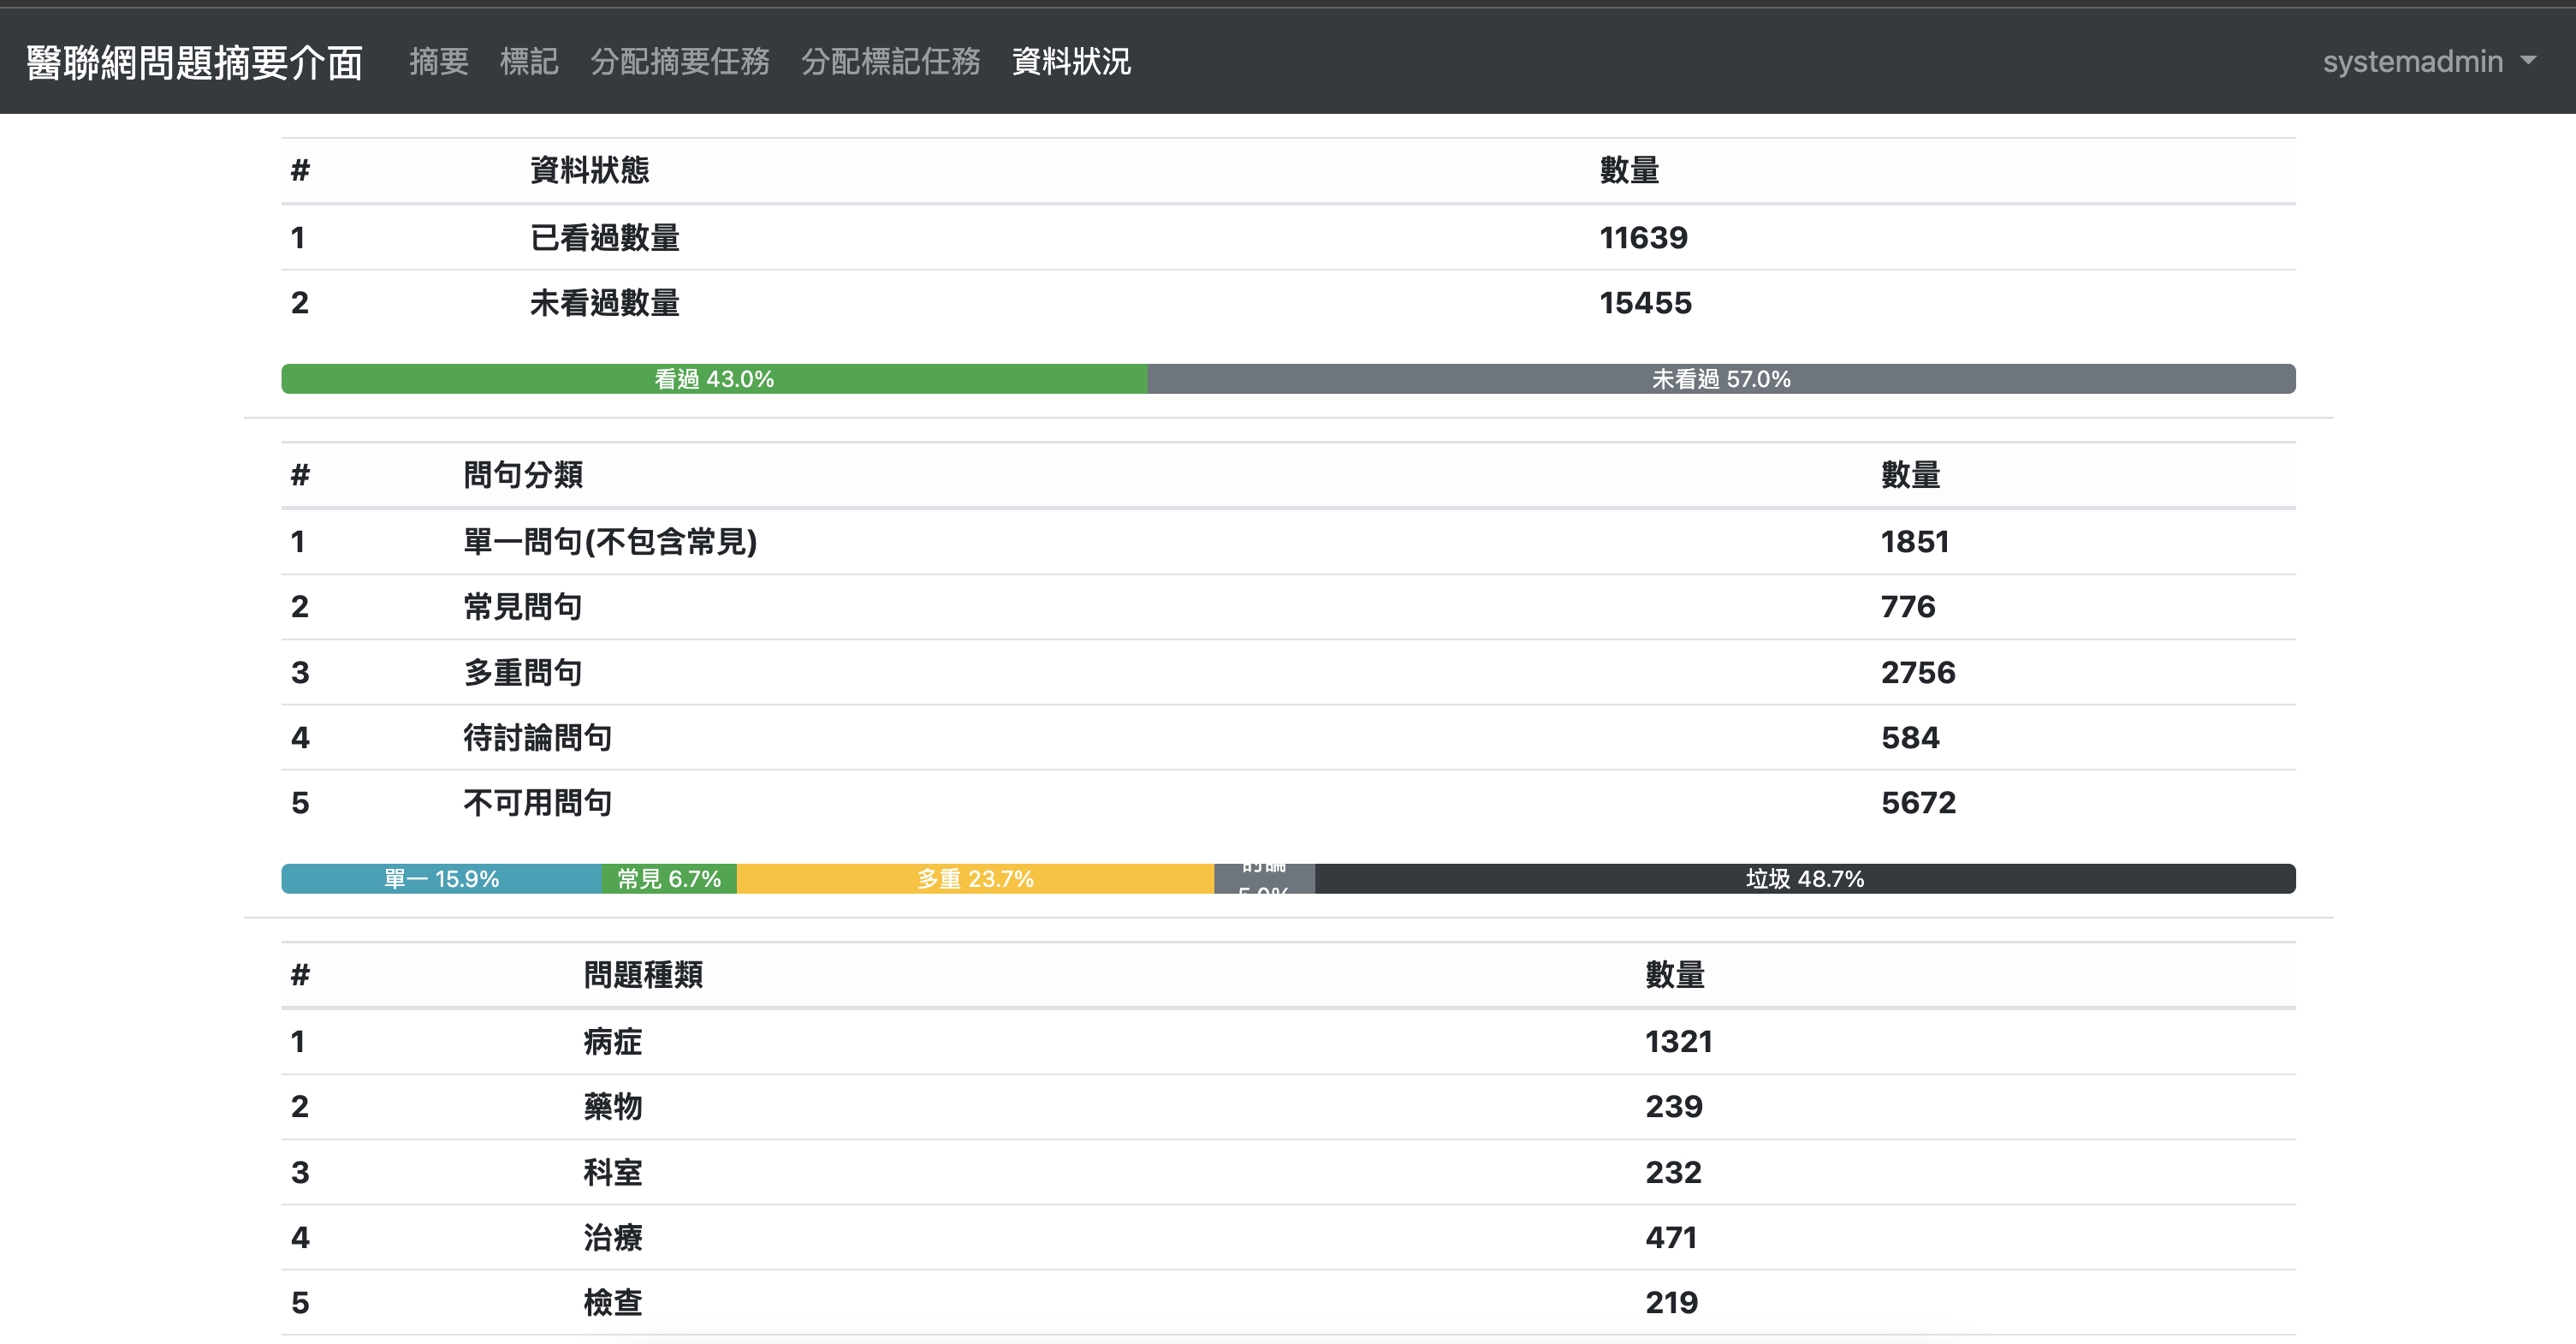 醫聯網問題摘要介面 摘要 標記 分配摘要任務 分配標記任務 資料狀況 systemadmin
# 資料狀態 數量
1 已看過數量 11639
2 未看過數量 15455
看過 43.0% 未看過 57.0%
# 問句分類 數量
1 單一問句(不包含常見) 1851
2 常見問句 776
3 多重問句 2756
4 待討論問句 584
5 不可用問句 5672
單一 15.9% 常見 6.7% 多重 23.7% 垃圾 48.7%
# 問題種類 數量
1 病症 1321
2 藥物 239
3 科室 232
4 治療 471
5 檢查 219